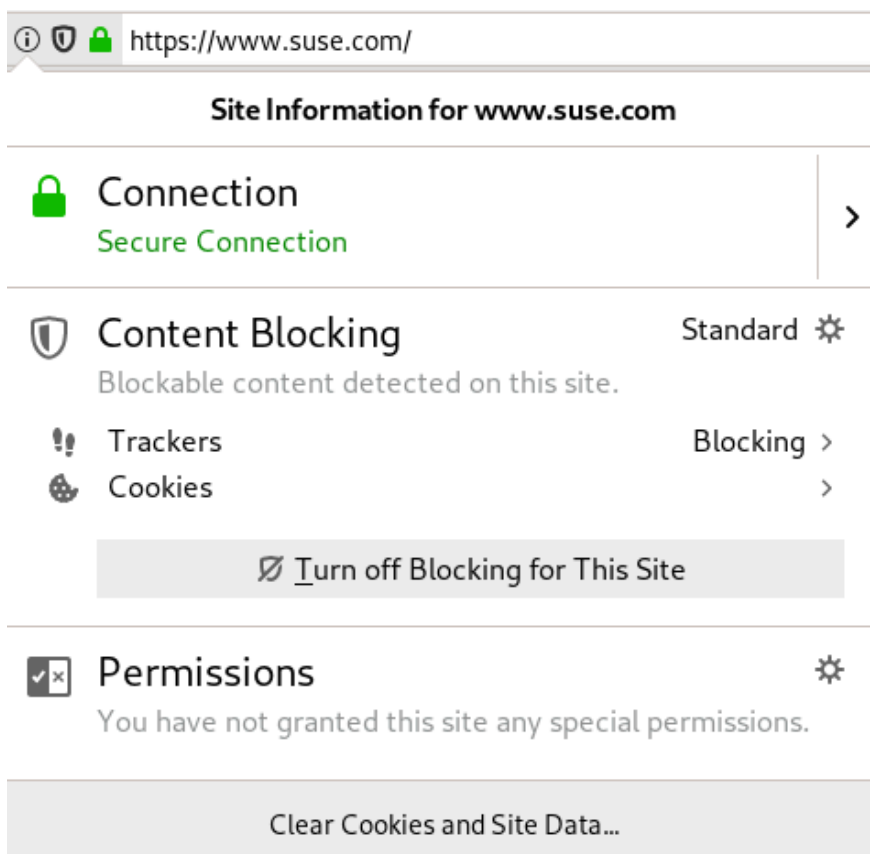 https://www.suse.com/
Site Information for www.suse.com
Connection
Secure Connection
Content Blocking Standard
Blockable content detected on this site.
Trackers Blocking
Cookies
Turn off Blocking for This Site
Permissions
You have not granted this site any special permissions.
Clear Cookies and Site Data...